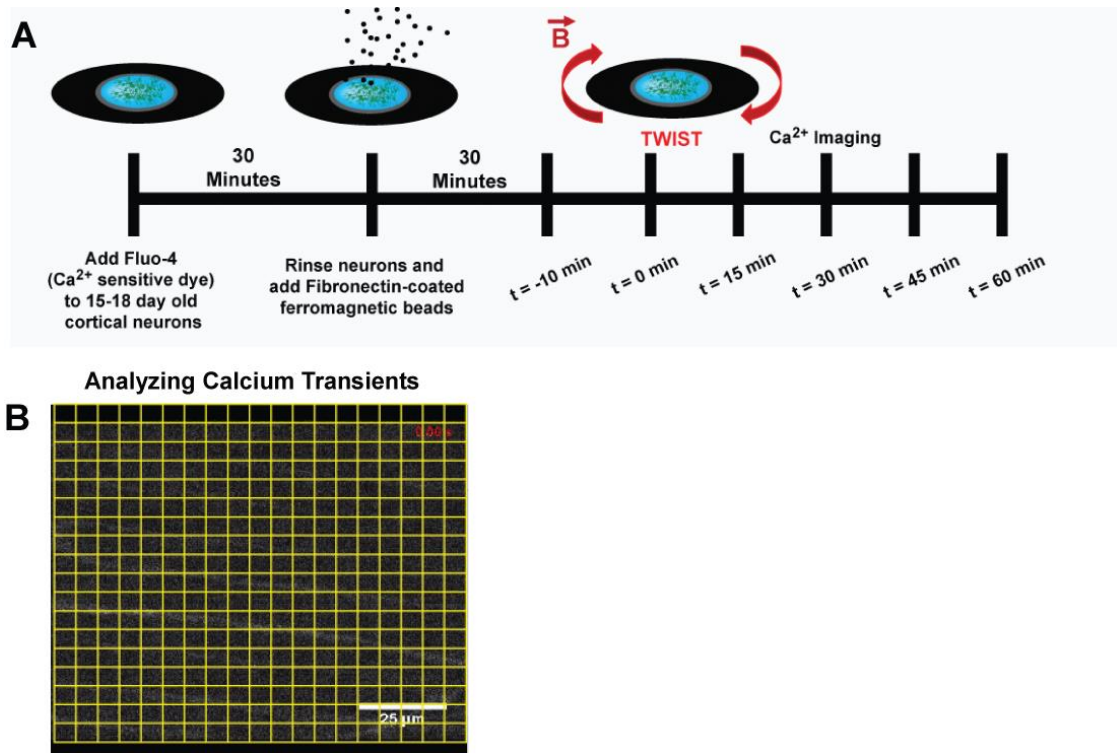 A
B
TWIST
Ca2+ Imaging
30
Minutes
30
Minutes
Add Fluo-4
(Ca2+ sensitive dye)
to 15-18 day old
cortical neurons
Rinse neurons and
add Fibronectin-coated
ferromagnetic beads
t = -10 min
t = 0 min
t = 15 min
t = 30 min
t = 45 min
t = 60 min
Analyzing Calcium Transients
B
25 µm